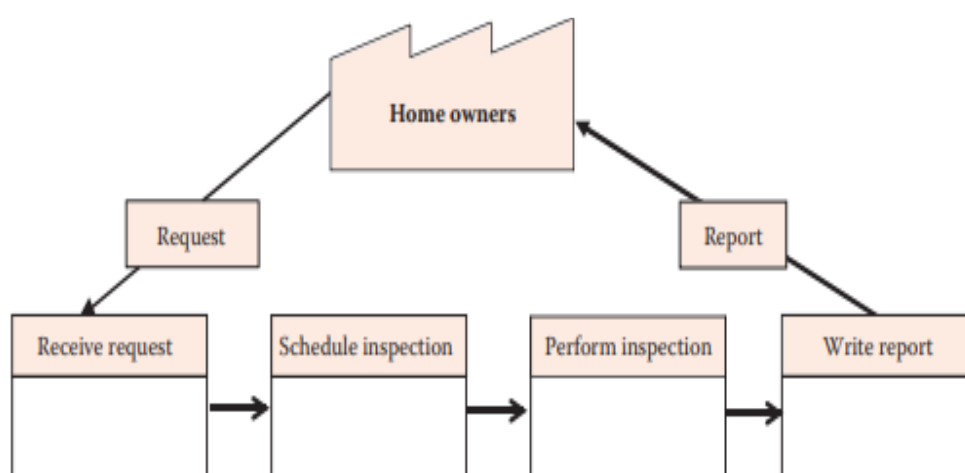 Home owners
Request
Report
Receive request
Schedule inspection
Perform inspection
Write report